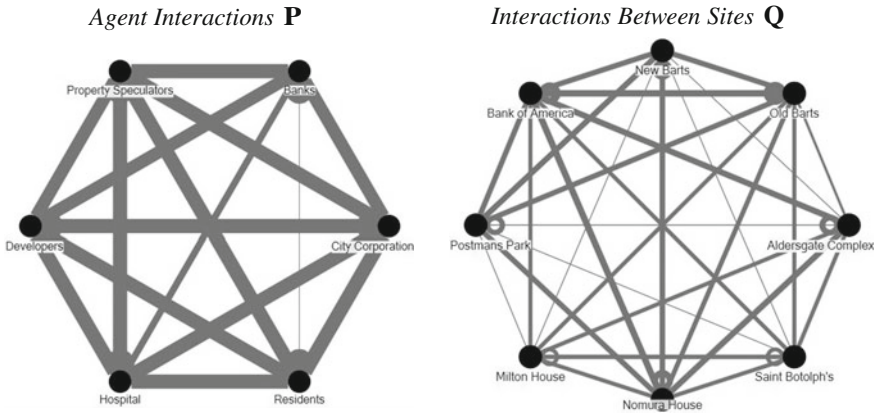 Agent Interactions P
Interactions Between Sites Q
New Barts
Property Speculators
Banks
Bank of America
Old Barts
Developers
City Corporation
Postmans Park
Aldersgate Complex
Hospital
Residents
Milton House
Saint Botolph's
Nomura House